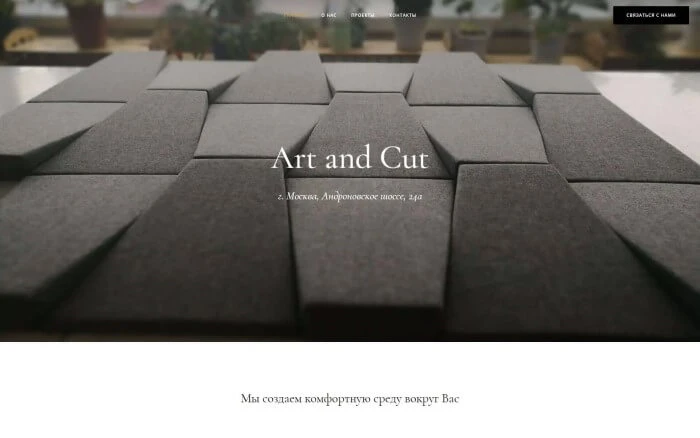 О НАС ПРОЕКТЫ КОНТАКТЫ СВЯЗАТЬСЯ С НАМИ
Art and Cut
г. Москва, Андроновское шоссе, 24а
Мы создаем комфортную среду вокруг Вас